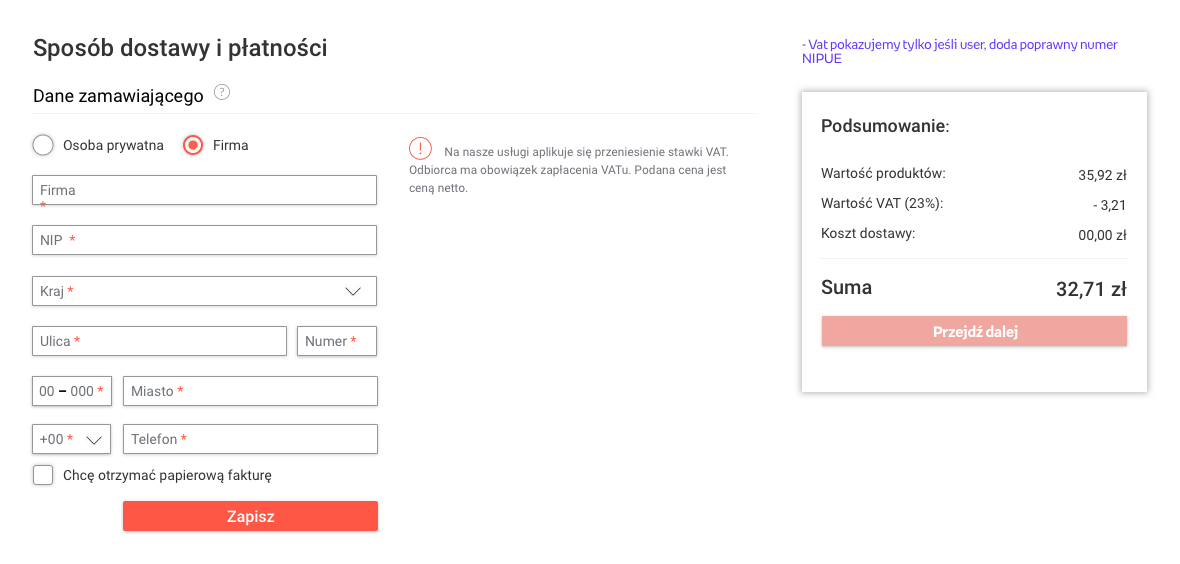 Sposób dostawy i płatności
Dane zamawiającego ?
Osoba prywatna
Firma
! Na nasze usługi aplikuje się przeniesienie stawki VAT.
Odbiorca ma obowiązek zapłacenia VATu. Podana cena jest
ceną netto.
Firma
*
NIP *
Kraj *
Ulica *
Numer *
00 – 000 *
Miasto *
+00 *
Telefon *
Chcę otrzymać papierową fakturę
Zapisz
- Vat pokazujemy tylko jeśli user, doda poprawny numer
NIPUE
Podsumowanie:
Wartość produktów: 35,92 zł
Wartość VAT (23%): - 3,21
Koszt dostawy: 00,00 zł
Suma 32,71 zł
Przejdź dalej